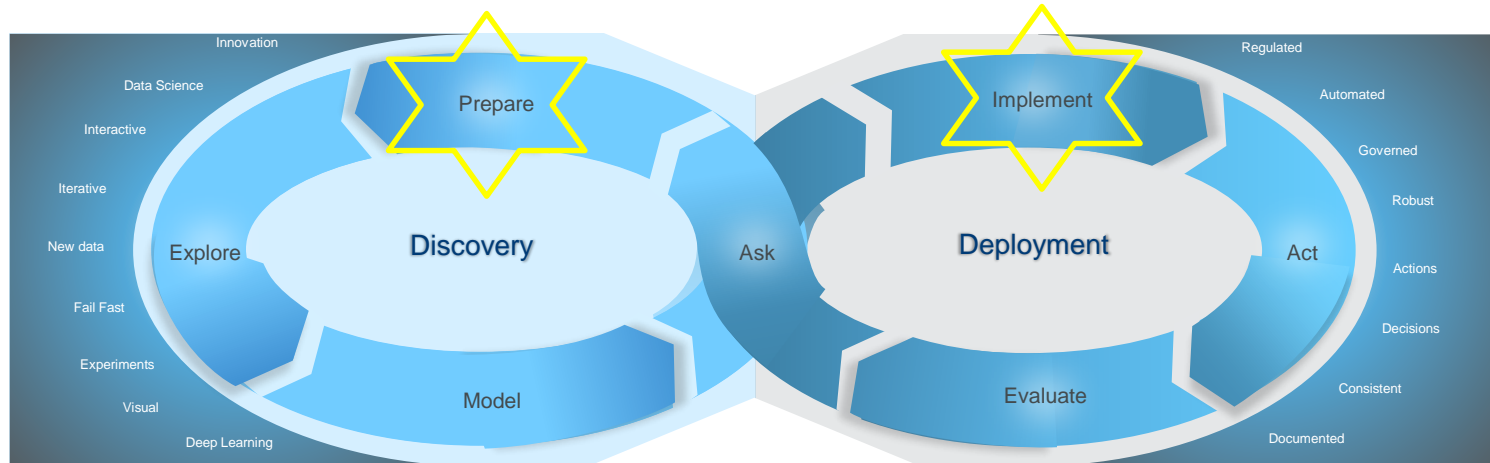 Innovation
Data Science
Interactive
Iterative
New data
Fail Fast
Experiments
Visual
Deep Learning
Prepare
Explore
Discovery
Model
Ask
Implement
Deployment
Act
Evaluate
Regulated
Automated
Governed
Robust
Actions
Decisions
Consistent
Documented